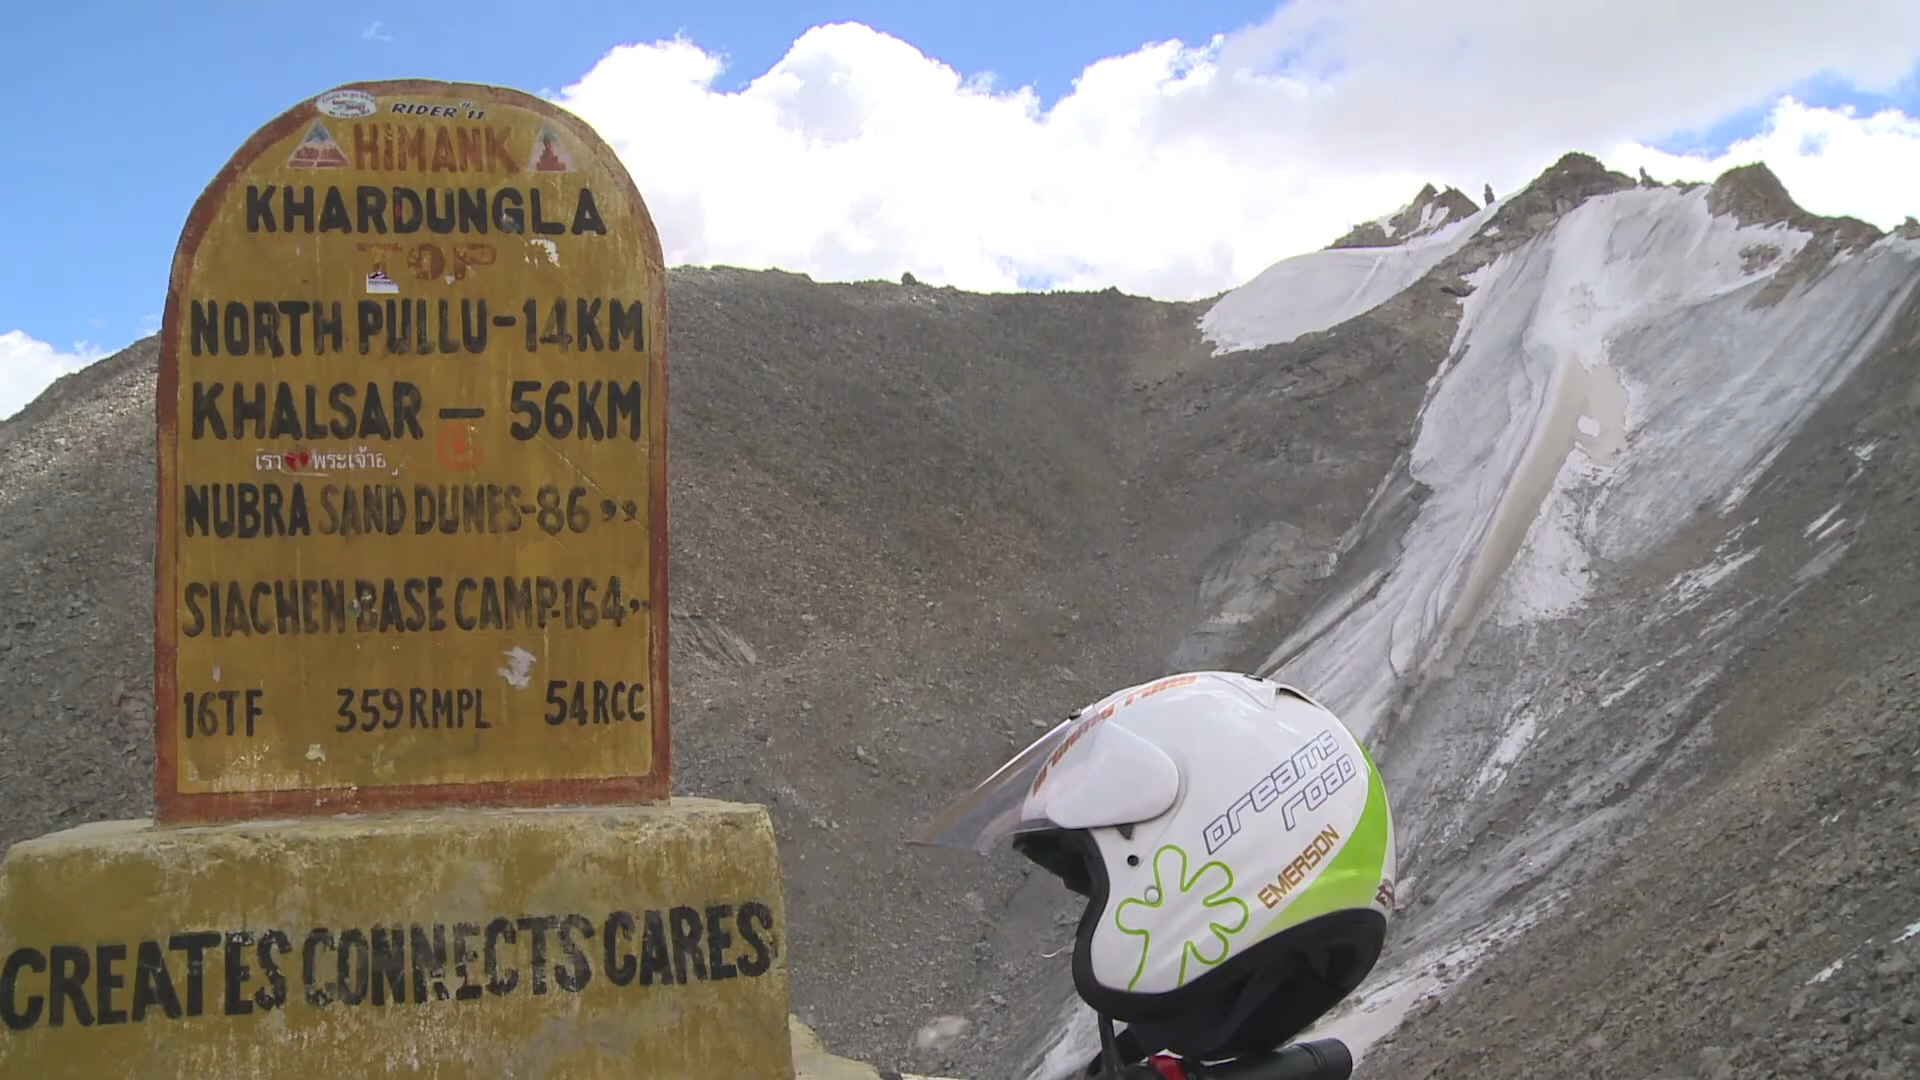 RIDER # 11
HIMANK
KHARDUNGLA
TOP
NORTH PULLU-14KM
KHALSAR - 56KM
เรา พระเจ้าอ
NUBRA SAND DUNES-86 ,,
SIACHEN-BASE CAMP-164,,
16TF 359RMPL 54RCC
CREATES CONNECTS CARES
Dreams
road
EMERSON